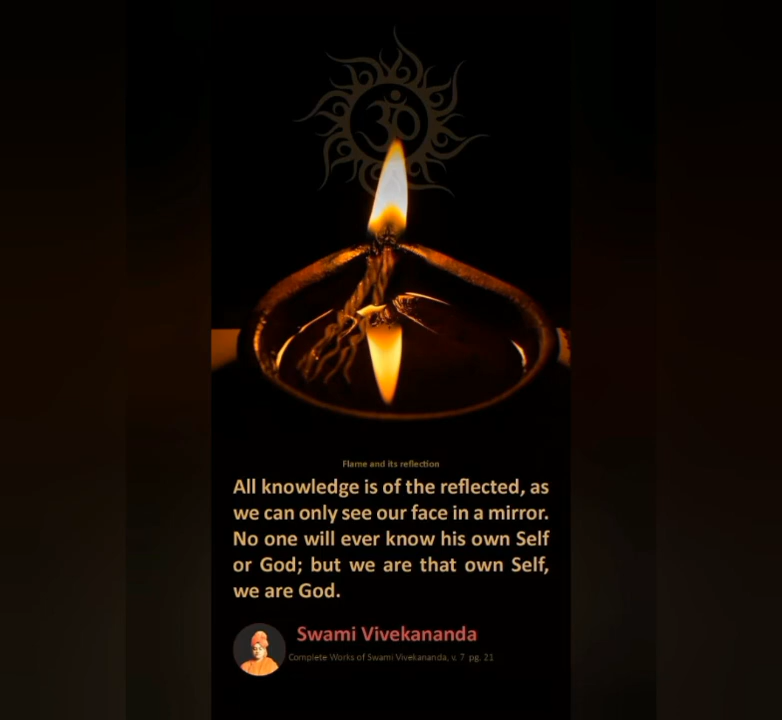 ॐ
Flame and its reflection
All knowledge is of the reflected, as
we can only see our face in a mirror.
No one will ever know his own Self
or God; but we are that own Self,
we are God.
Swami Vivekananda
Complete Works of Swami Vivekananda, v. 7 pg. 21